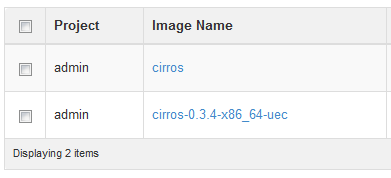 Project Image Name
admin cirros
admin cirros-0.3.4-x86_64-uec
Displaying 2 items